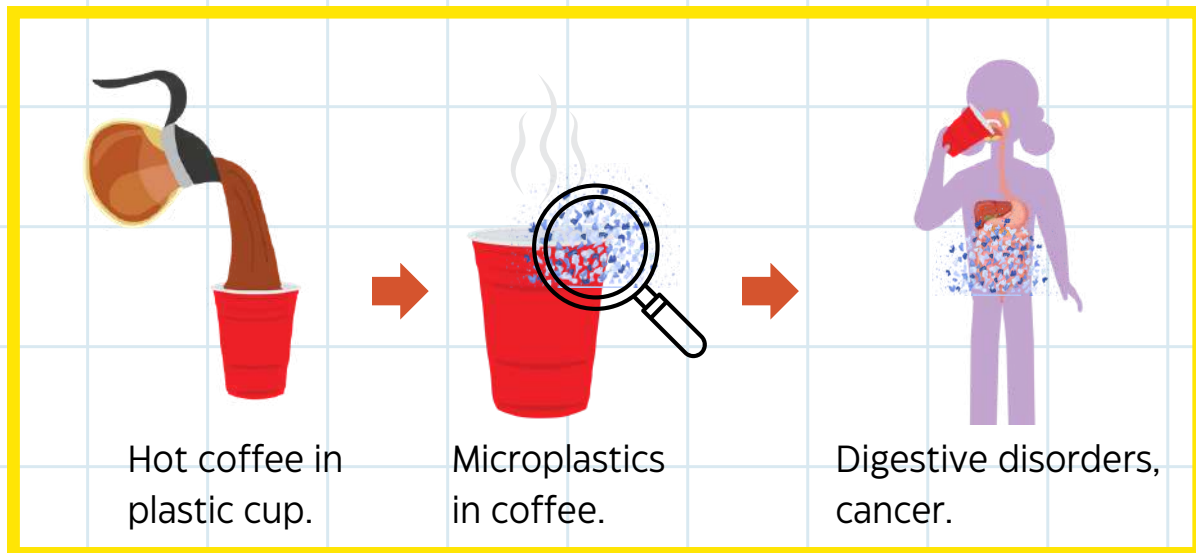 Hot coffee in
plastic cup.
Microplastics
in coffee.
Digestive disorders,
cancer.